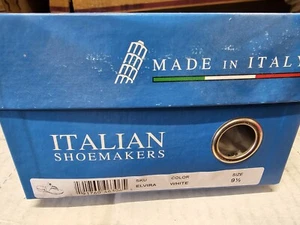 MADE IN ITALY
ITALIAN
SHOEMAKERS
SKU COLOR SIZE
ELVIRA WHITE 9½